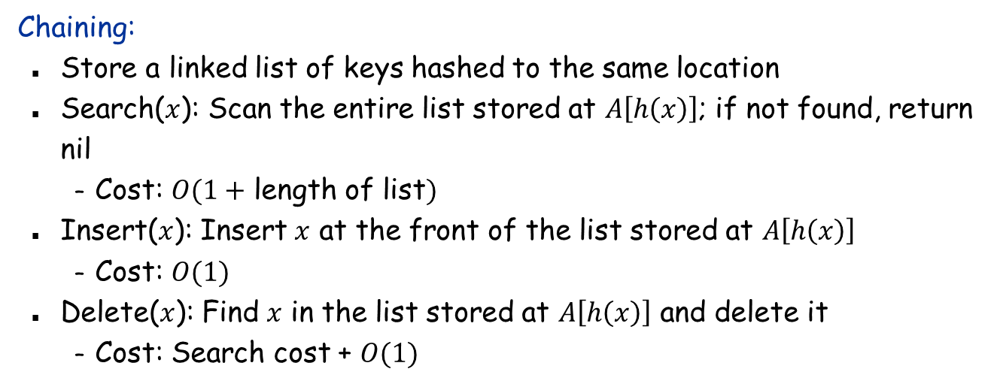 Chaining:
▪ Store a linked list of keys hashed to the same location
▪ Search(x): Scan the entire list stored at A[h(x)]; if not found, return
nil
- Cost: O(1 + length of list)
▪ Insert(x): Insert x at the front of the list stored at A[h(x)]
- Cost: O(1)
▪ Delete(x): Find x in the list stored at A[h(x)] and delete it
- Cost: Search cost + O(1)